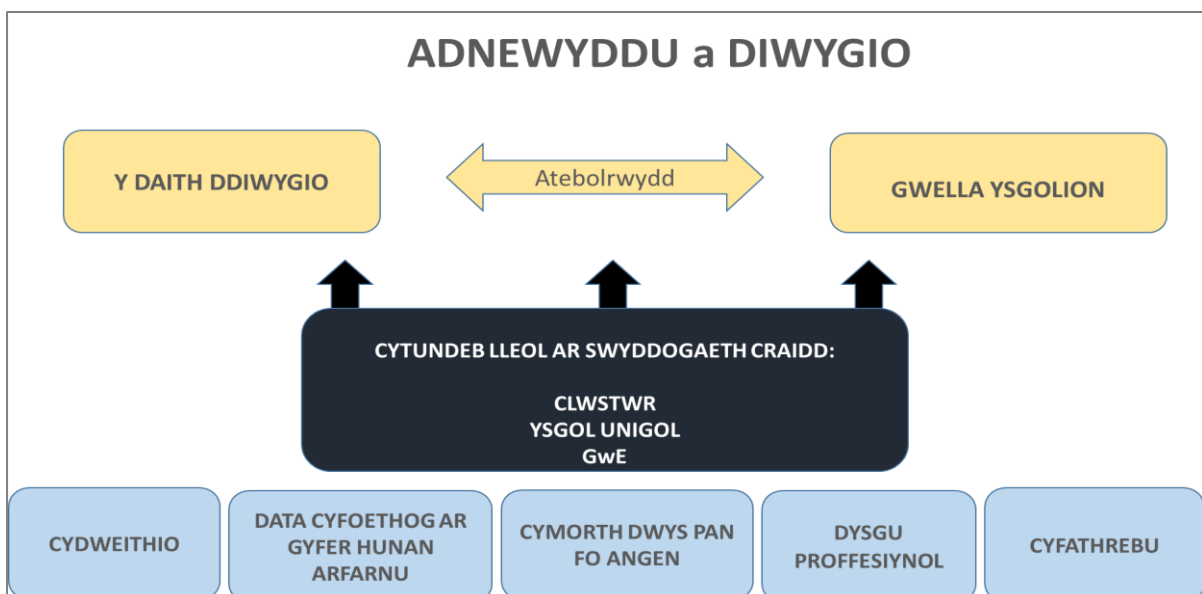 ADNEWYDDU a DIWYGIO
Y DAITH DDIWYGIO
Atebolrwydd
GWELLA YSGOLION
CYTUNDEB LLEOL AR SWYDDOGAETH CRAIDD:
CLWSTWR
YSGOL UNIGOL
GwE
CYDWEITHIO
DATA CYFOETHOG AR
GYFER HUNAN
ARFARNU
CYMORTH DWYS PAN
FO ANGEN
DYSGU
PROFFESIYNOL
CYFATHREBU